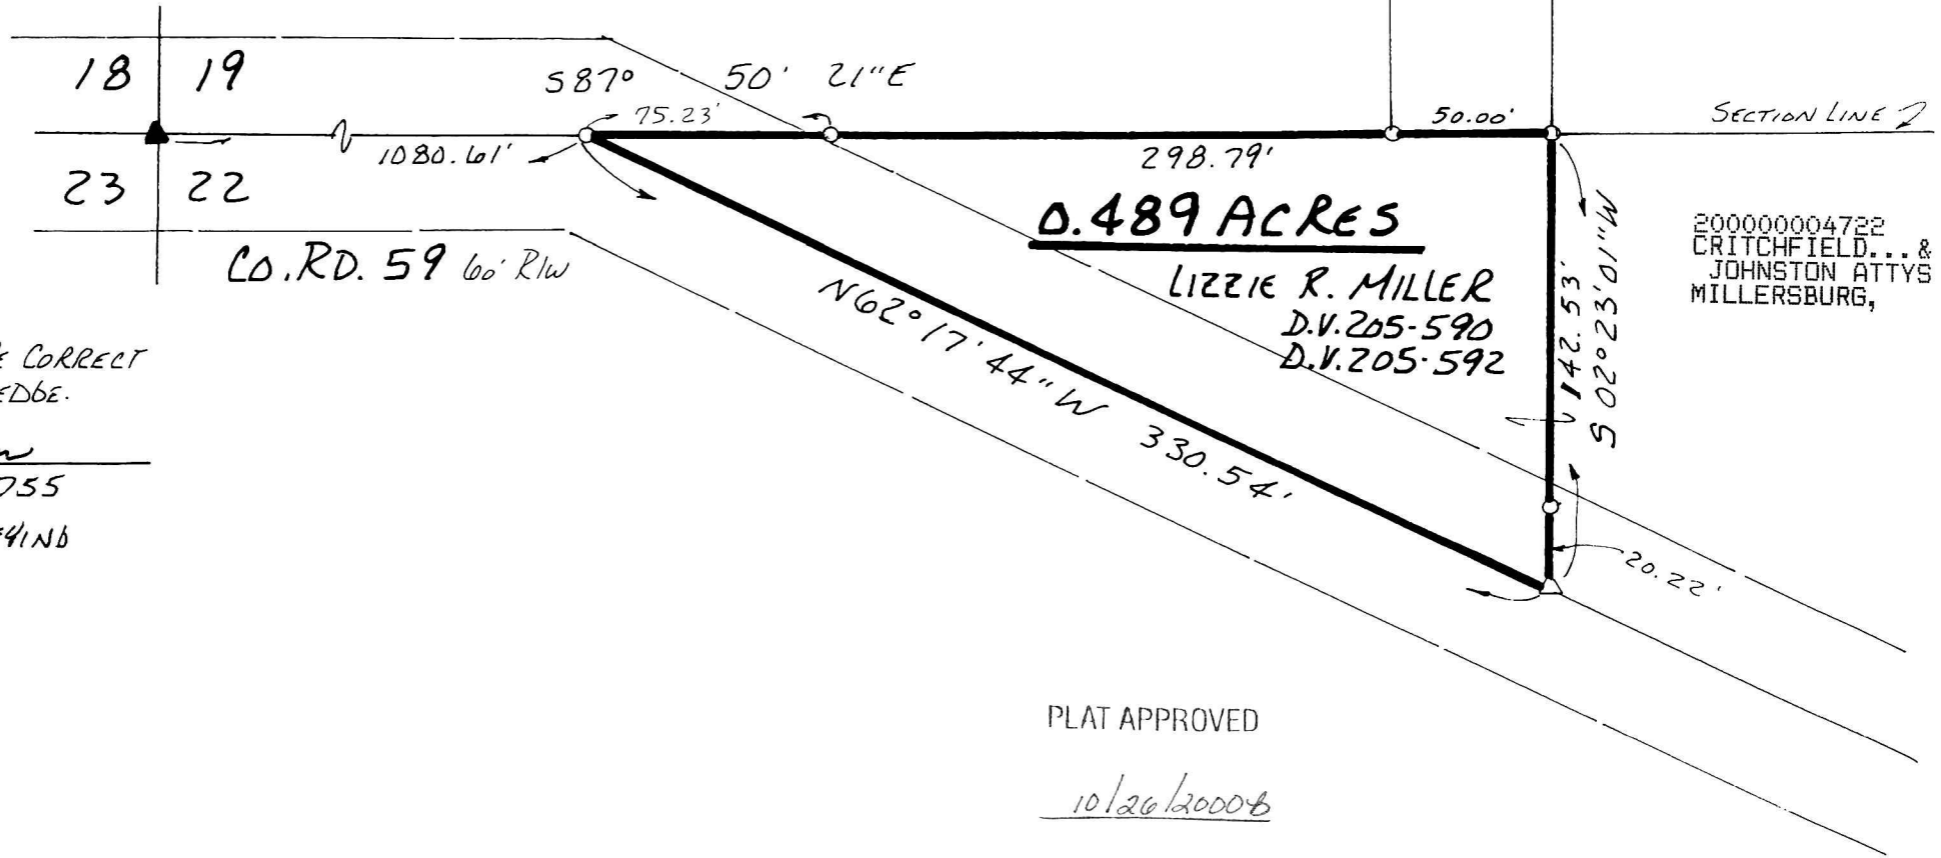 18 19
S87° 50' 21"E
75.23'
50.00'
SECTION LINE
1080.61'
298.79'
23 22
0.489 ACRES
CO. RD. 59 60' R/W
LIZZIE R. MILLER
D.V. 205-590
D.V. 205-592
N62° 17' 44" W 330.54'
142.53'
S 02° 23' 01" W
200000004722
CRITCHFIELD...&
JOHNSTON ATTYS
MILLERSBURG,
CORRECT
20.22'
PLAT APPROVED
10/26/2000